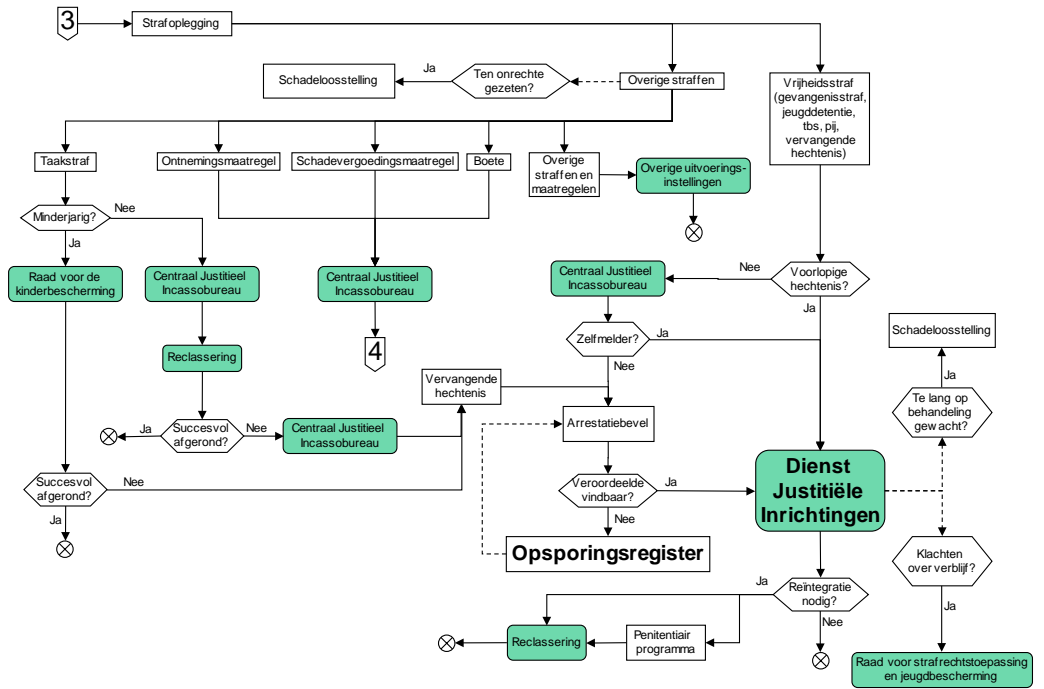 3
Strafoplegging
Schadeloosstelling
Ja
Ten onrechte
gezeten?
Overige straffen
Vrijheidsstraf
(gevangenisstraf,
jeugddetentie,
tbs, pij,
vervangende
hechtenis)
Taakstraf
Ontnemingsmaatregel
Schadevergoedingsmaatregel
Boete
Overige
straffen en
maatregelen
Overige uitvoerings-
instellingen
Minderjarig?
Nee
Ja
Raad voor de
kinderbescherming
Centraal Justitieel
Incassobureau
Centraal Justitieel
Incassobureau
Centraal Justitieel
Incassobureau
Nee
Voorlopige
hechtenis?
Ja
4
Zelfmelder?
Ja
Nee
Schadeloosstelling
Ja
Reclassering
Vervangende
hechtenis
Te lang op
behandeling
gewacht?
Ja
Succesvol
afgerond?
Nee
Centraal Justitieel
Incassobureau
Arrestatiebevel
Succesvol
afgerond?
Nee
Ja
Veroordeelde
vindbaar?
Ja
Nee
Dienst
Justitiële
Inrichtingen
Opsporingsregister
Klachten
over verblijf?
Ja
Ja
Reïntegratie
nodig?
Nee
Reclassering
Penitentiair
programma
Raad voor strafrechtstoepassing
en jeugdbescherming